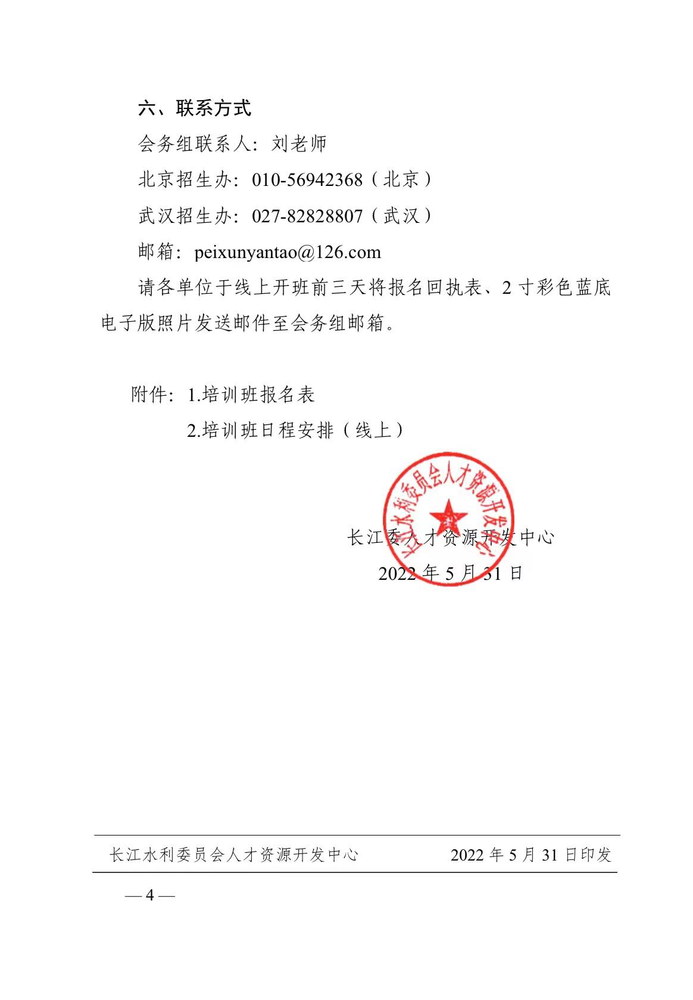 六、联系方式
会务组联系人：刘老师
北京招生办：010-56942368（北京）
武汉招生办：027-82828807（武汉）
邮箱：peixunyantao@126.com
请各单位于线上开班前三天将报名回执表、2 寸彩色蓝底
电子版照片发送邮件至会务组邮箱。
附件：1.培训班报名表
2.培训班日程安排（线上）
长江水利委员会人才资源开发中心
长江委人才资源开发中心
2022 年 5 月 31 日
长江水利委员会人才资源开发中心 2022 年 5 月 31 日印发
— 4 —